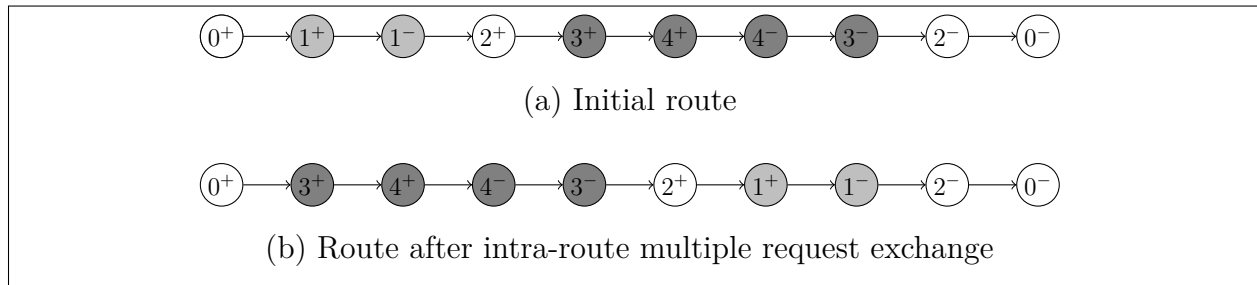 0⁺ 1⁺ 1⁻ 2⁺ 3⁺ 4⁺ 4⁻ 3⁻ 2⁻ 0⁻
(a) Initial route
0⁺ 3⁺ 4⁺ 4⁻ 3⁻ 2⁺ 1⁺ 1⁻ 2⁻ 0⁻
(b) Route after intra-route multiple request exchange